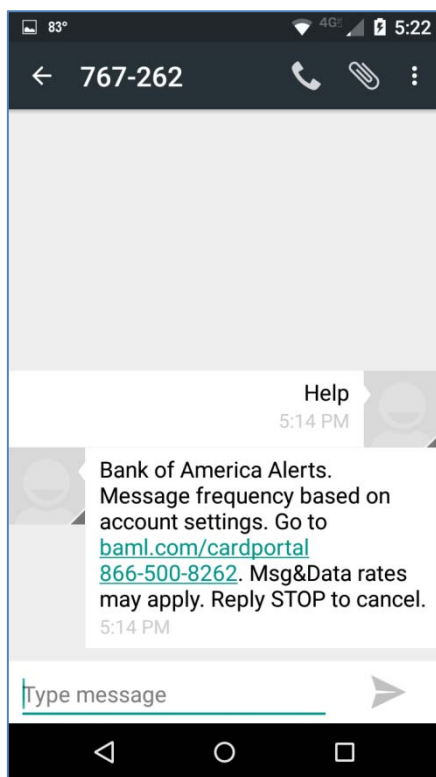 83° 4G 5:22
767-262
Help
5:14 PM
Bank of America Alerts.
Message frequency based on
account settings. Go to
baml.com/cardportal
866-500-8262. Msg&Data rates
may apply. Reply STOP to cancel.
5:14 PM
Type message